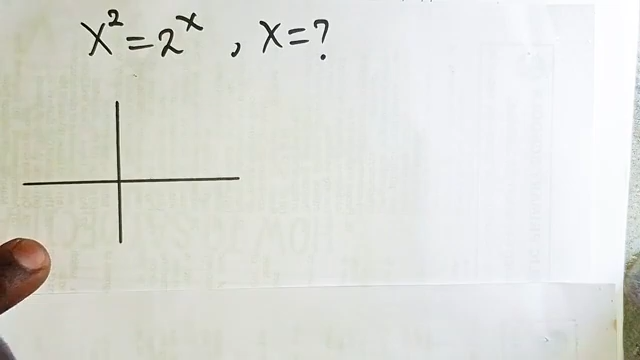 x² = 2ˣ , x = ?